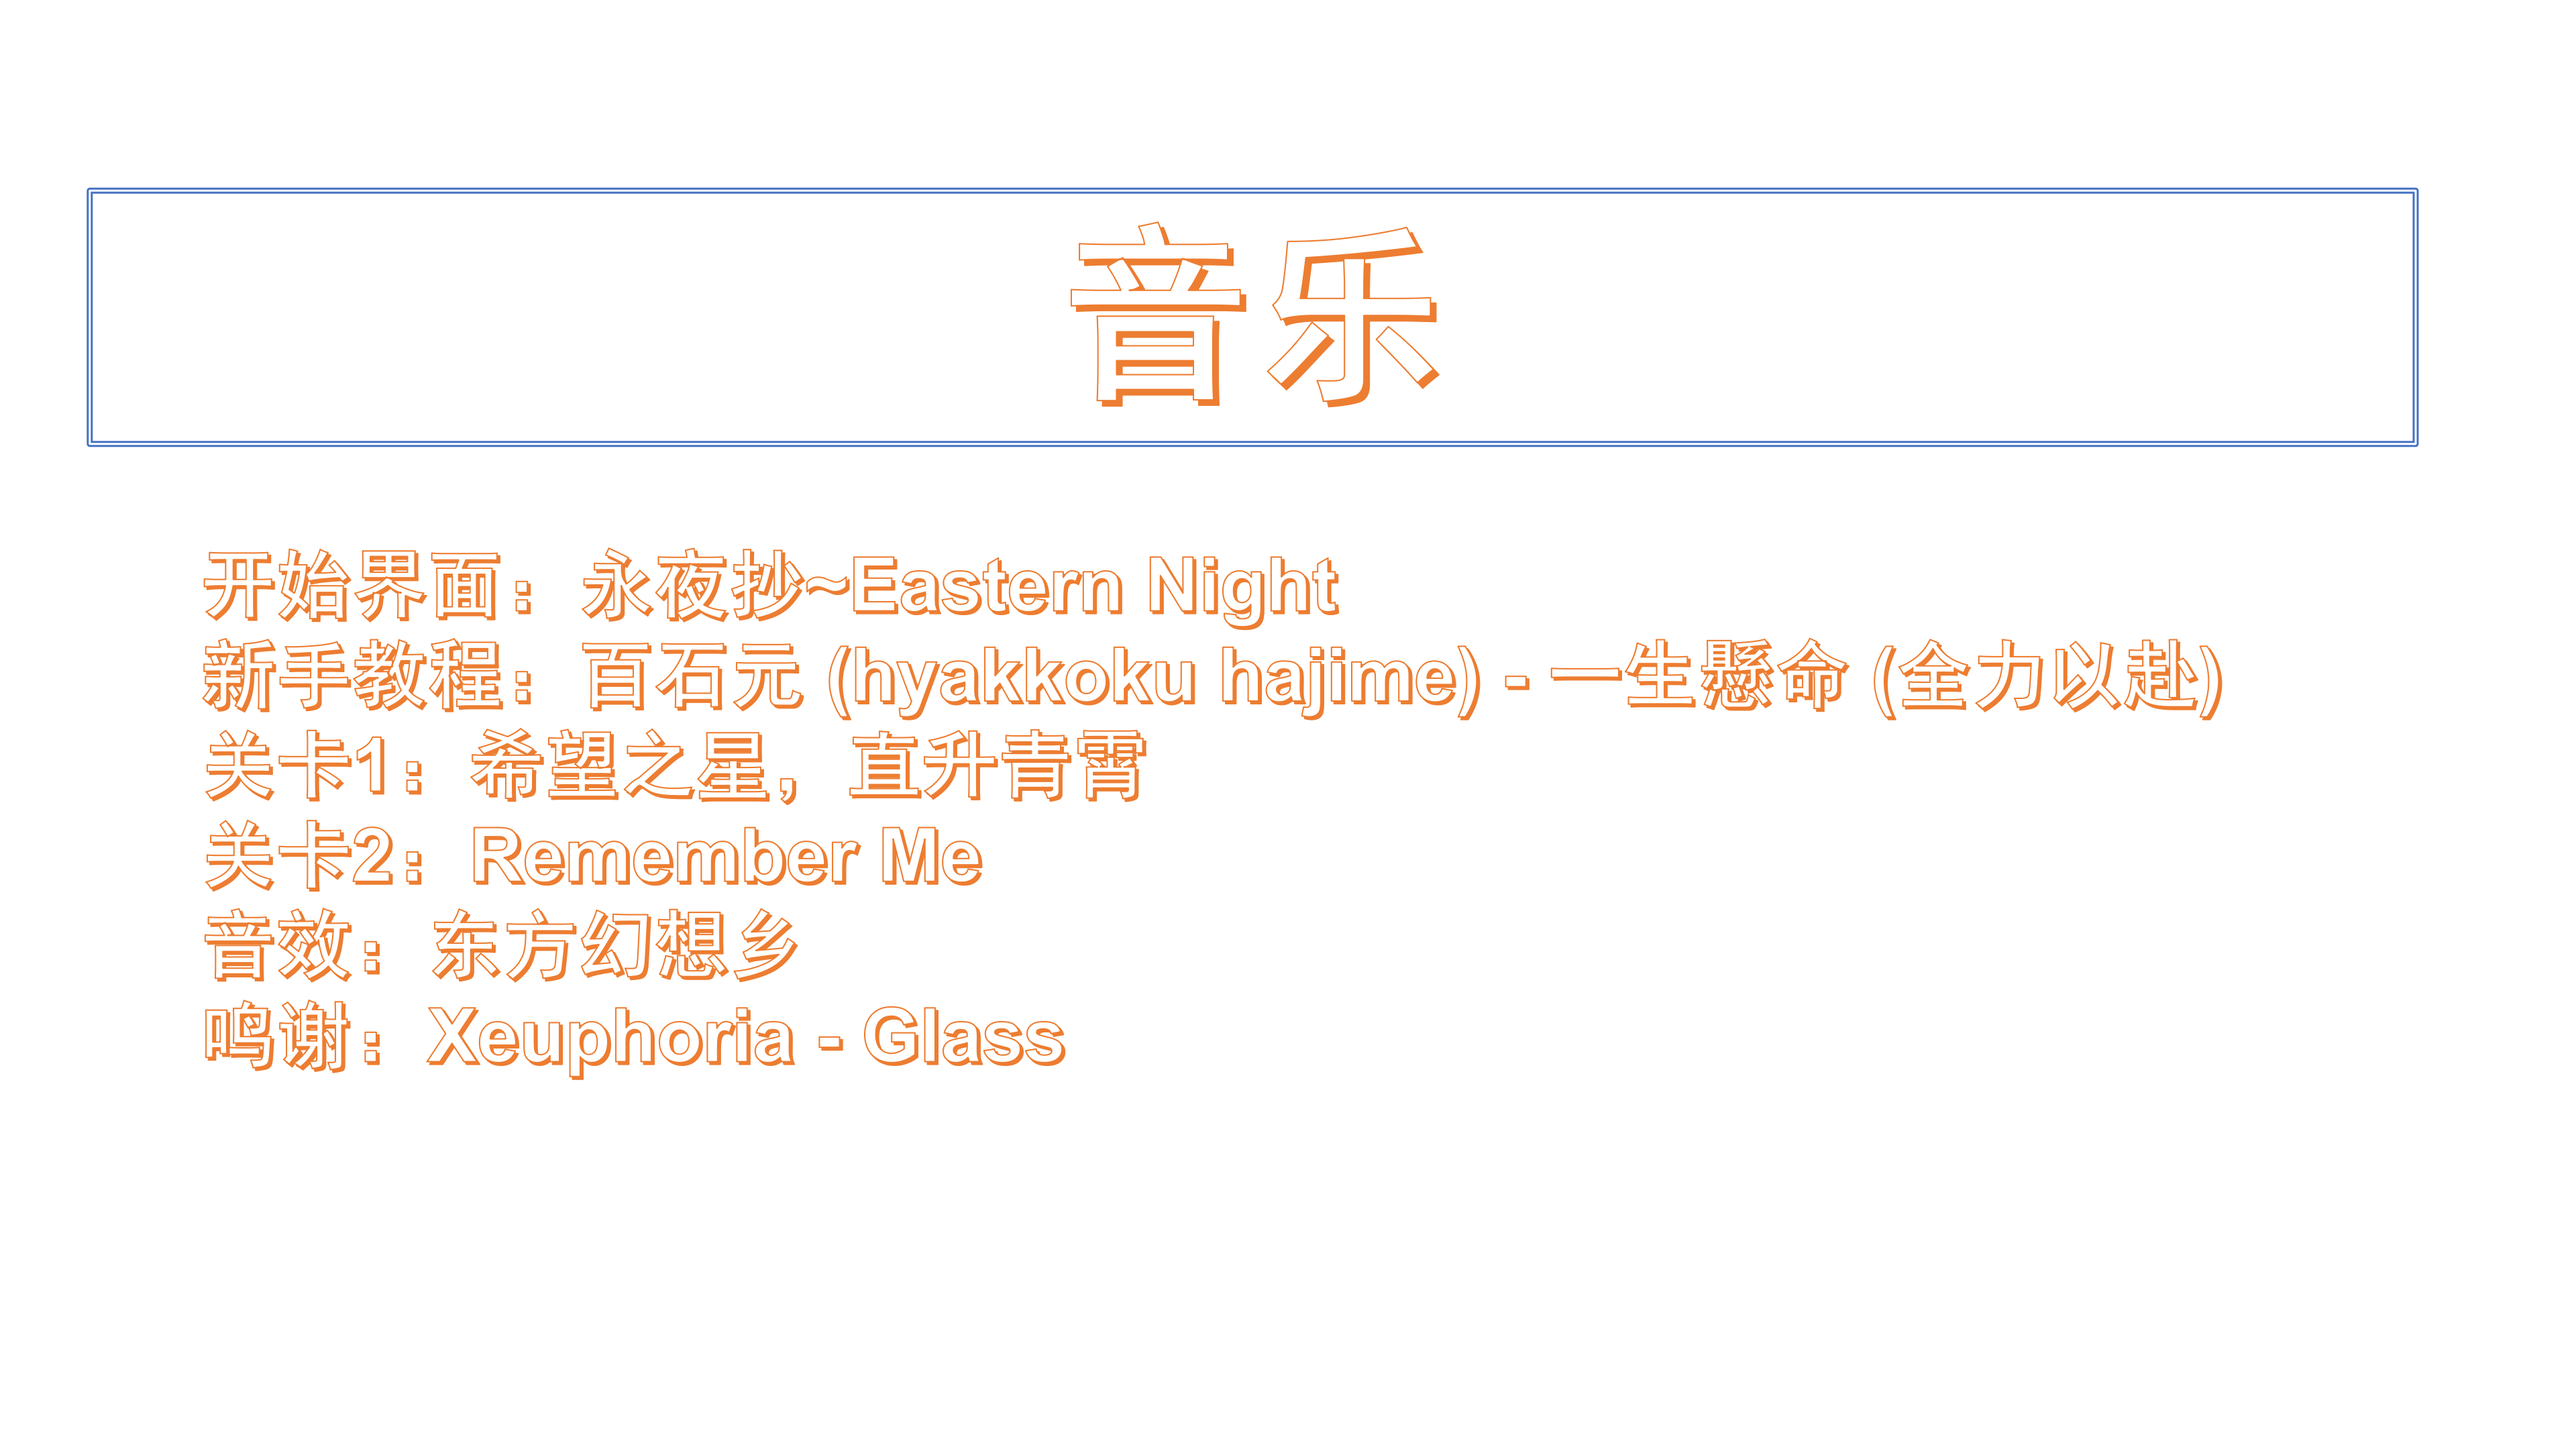 音乐
开始界面：永夜抄~Eastern Night
新手教程：百石元 (hyakkoku hajime) - 一生懸命 (全力以赴)
关卡1：希望之星，直升青霄
关卡2：Remember Me
音效：东方幻想乡
鸣谢：Xeuphoria - Glass